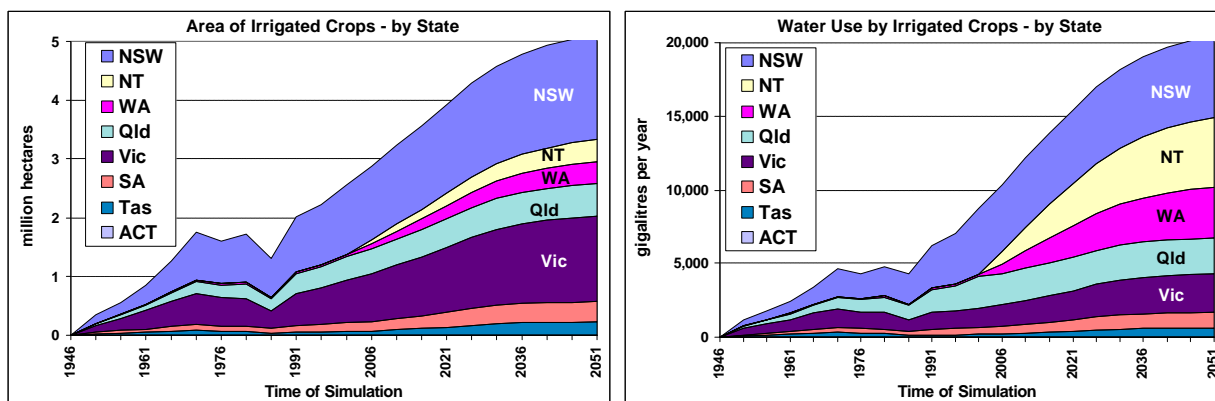 Area of Irrigated Crops - by State
5
4
3
2
1
0
million hectares
NSW
NT
WA
Qld
Vic
SA
Tas
ACT
NSW
NT
WA
Qld
Vic
1946
1961
1976
1991
2006
2021
2036
2051
Time of Simulation
Water Use by Irrigated Crops - by State
20,000
15,000
10,000
5,000
0
gigalitres per year
NSW
NT
WA
Qld
Vic
SA
Tas
ACT
NSW
NT
WA
Qld
Vic
1946
1961
1976
1991
2006
2021
2036
2051
Time of Simulation